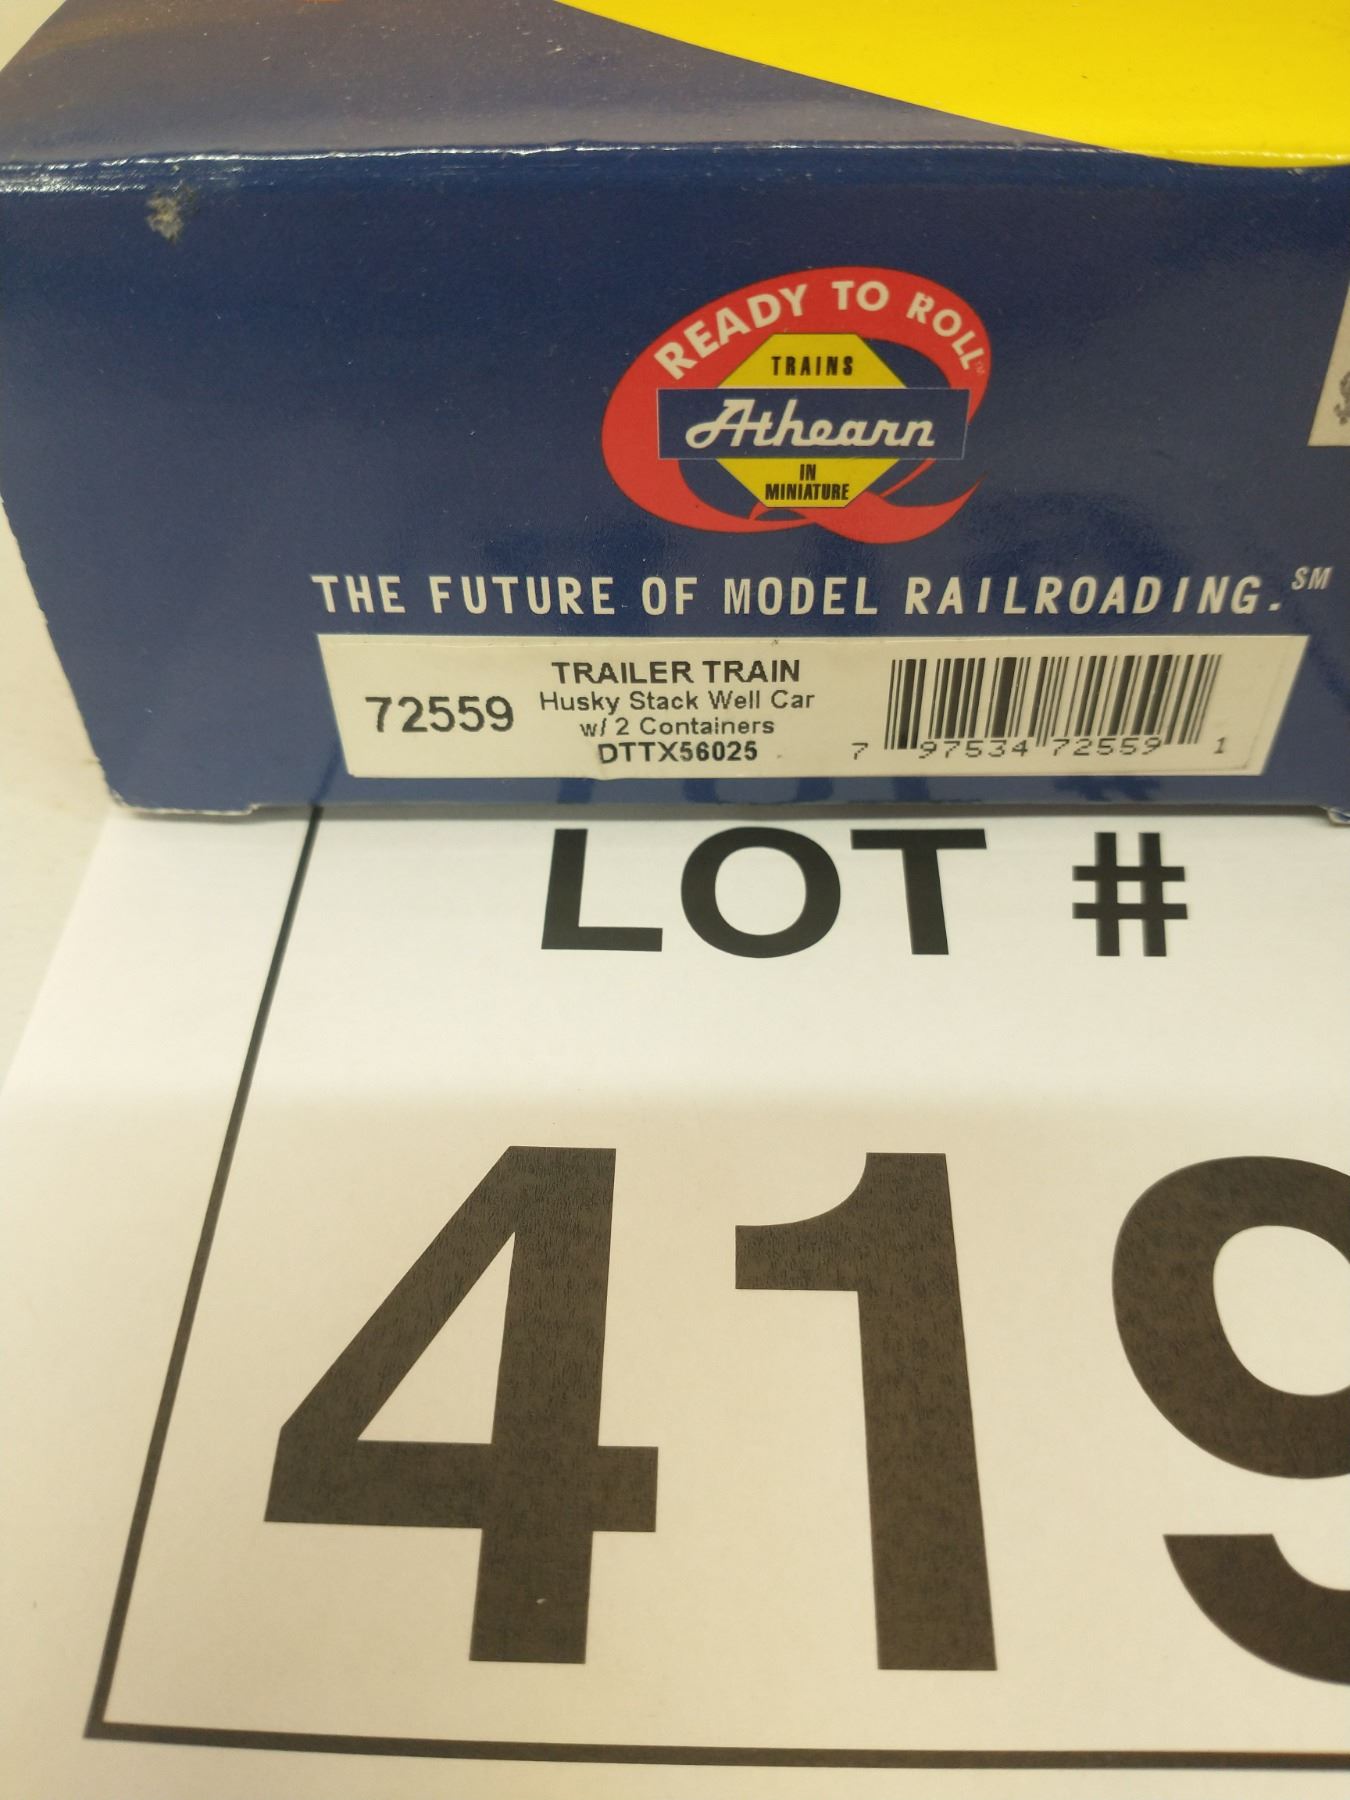 READY TO ROLL
TRAINS
Athearn
IN
MINIATURE
THE FUTURE OF MODEL RAILROADING.SM
72559
TRAILER TRAIN
Husky Stack Well Car
w/ 2 Containers
DTTX56025
7 97534 72559 1
LOT #
419